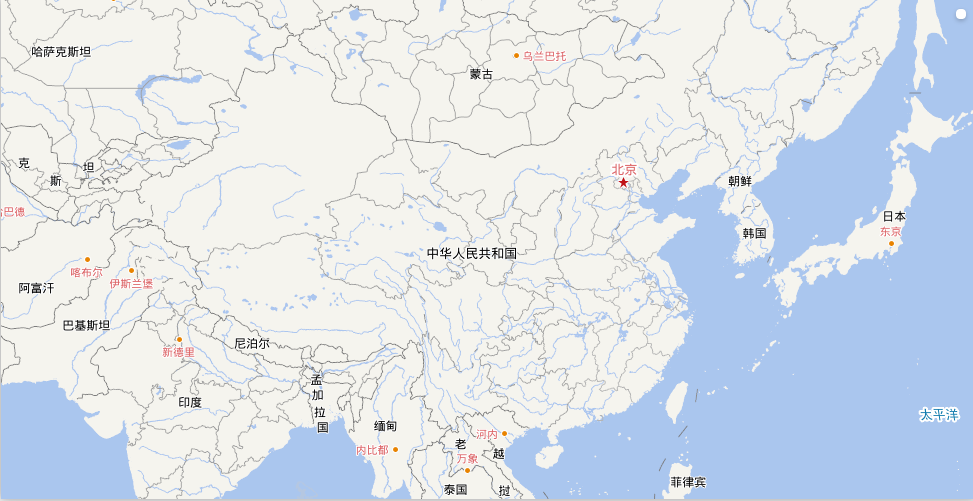 哈萨克斯坦
乌兰巴托
蒙古
克
斯
坦
北京
朝鲜
巴德
日本
东京
韩国
中华人民共和国
喀布尔
伊斯兰堡
阿富汗
巴基斯坦
新德里
尼泊尔
孟
加
拉
国
印度
太平洋
缅甸
河内
老
越
内比都
万象
泰国
挝
菲律宾